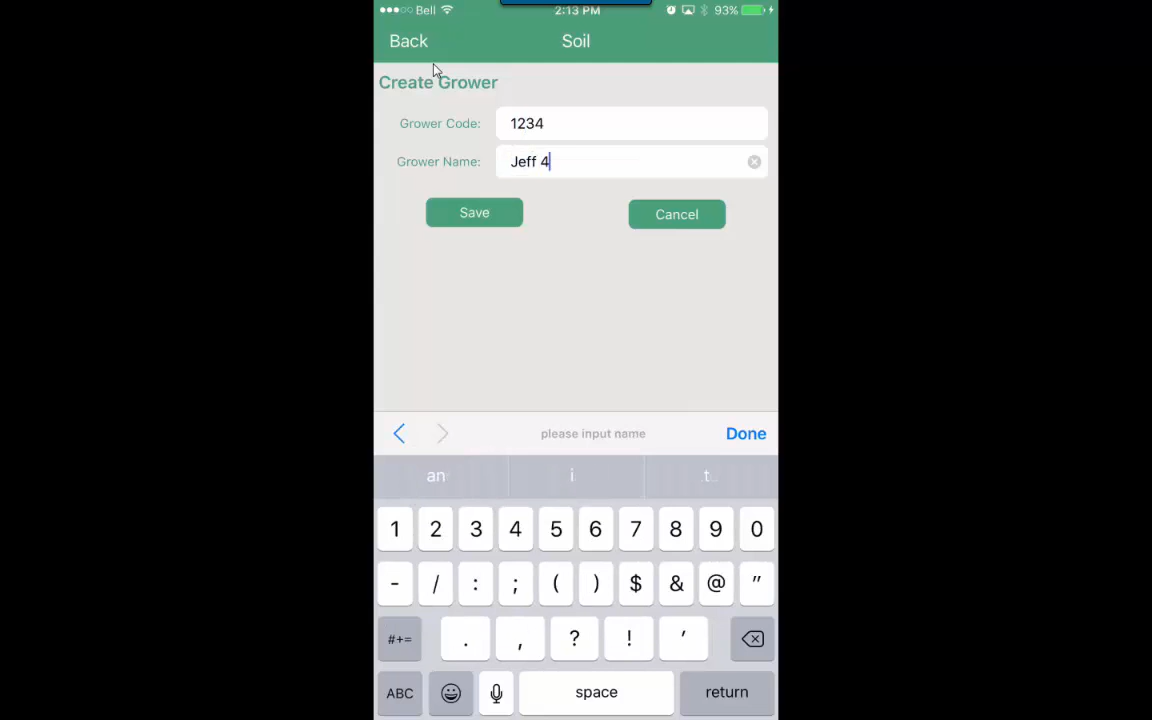 Bell 2:13 PM 93%
Back Soil
Create Grower
Grower Code: 1234
Grower Name: Jeff 4
Save Cancel
please input name Done
an i t
1 2 3 4 5 6 7 8 9 0
- / : ; ( ) $ & @ "
#+= . , ? ! '
ABC space return